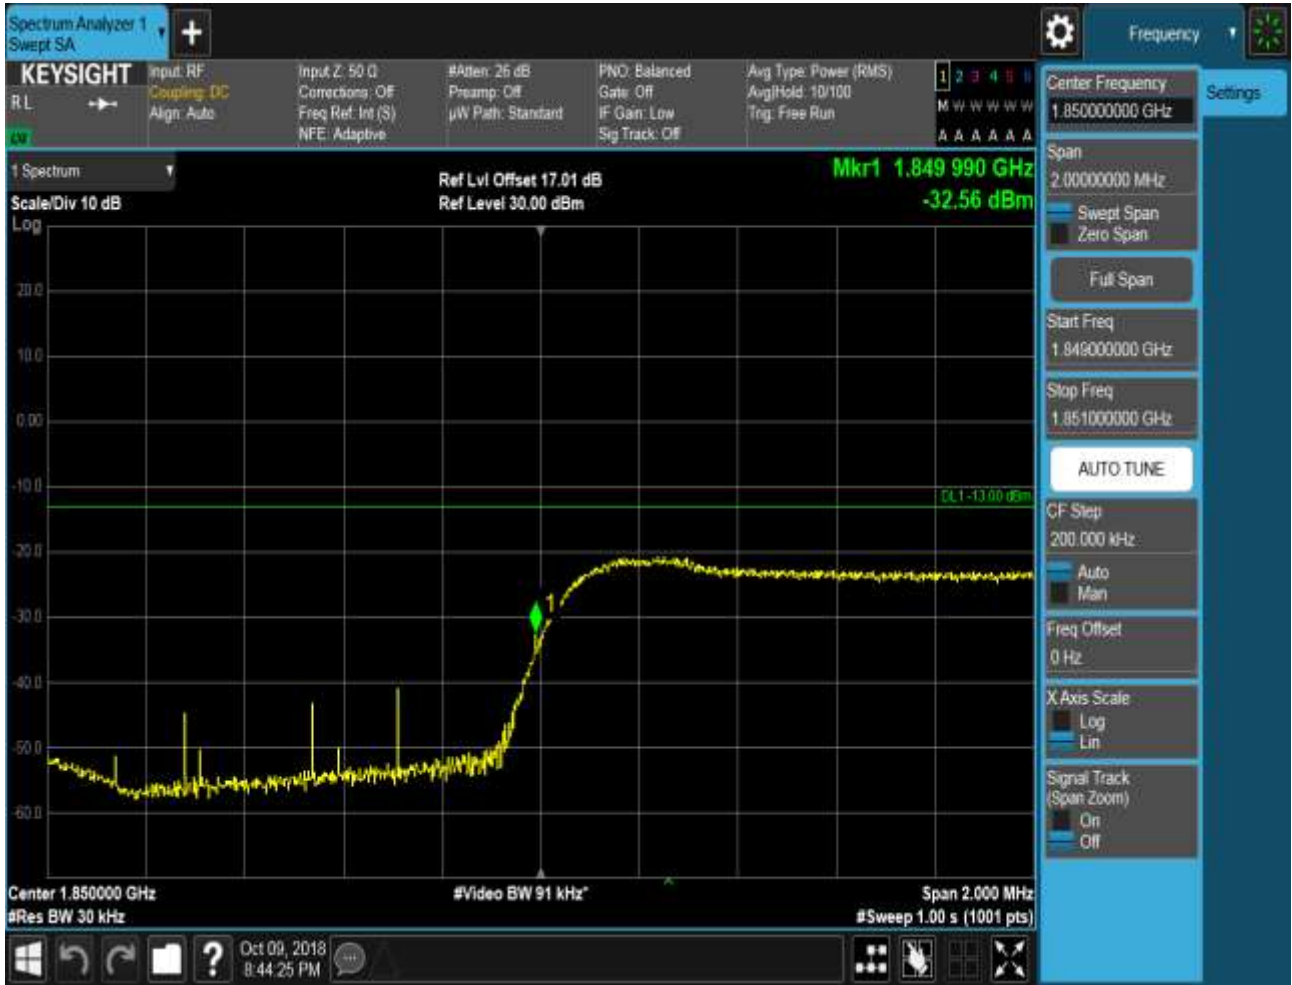 Spectrum Analyzer 1
Swept SA
+
Frequency
KEYSIGHT
R L
LXI
Input: RF
Coupling: DC
Align: Auto
Input Z: 50 Ω
Corrections: Off
Freq Ref: Int (S)
NFE: Adaptive
#Atten: 26 dB
Preamp: Off
µW Path: Standard
PNO: Balanced
Gate: Off
IF Gain: Low
Sig Track: Off
Avg Type: Power (RMS)
Avg|Hold: 10/100
Trig: Free Run
1 2 3 4 5 6
M W W W W W
A A A A A A
1 Spectrum
Scale/Div 10 dB
Log
Ref Lvl Offset 17.01 dB
Ref Level 30.00 dBm
Mkr1 1.849 990 GHz
-32.56 dBm
20.0
10.0
0.00
-10.0
DL1 -13.00 dBm
-20.0
1
-30.0
-40.0
-50.0
-60.0
Center 1.850000 GHz
#Res BW 30 kHz
#Video BW 91 kHz*
Span 2.000 MHz
#Sweep 1.00 s (1001 pts)
?
Oct 09, 2018
8:44:25 PM
Center Frequency
1.850000000 GHz
Settings
Span
2.00000000 MHz
Swept Span
Zero Span
Full Span
Start Freq
1.849000000 GHz
Stop Freq
1.851000000 GHz
AUTO TUNE
CF Step
200.000 kHz
Auto
Man
Freq Offset
0 Hz
X Axis Scale
Log
Lin
Signal Track
(Span Zoom)
On
Off